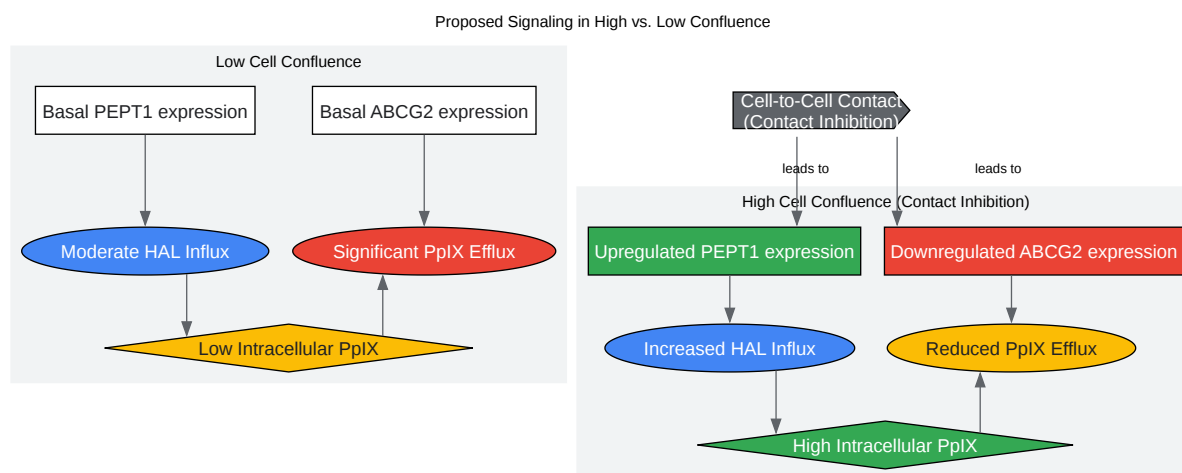 Proposed Signaling in High vs. Low Confluence
Low Cell Confluence
Basal PEPT1 expression
Basal ABCG2 expression
Moderate HAL Influx
Significant PpIX Efflux
Low Intracellular PpIX
Cell-to-Cell Contact
(Contact Inhibition)
leads to
leads to
High Cell Confluence (Contact Inhibition)
Upregulated PEPT1 expression
Downregulated ABCG2 expression
Increased HAL Influx
Reduced PpIX Efflux
High Intracellular PpIX